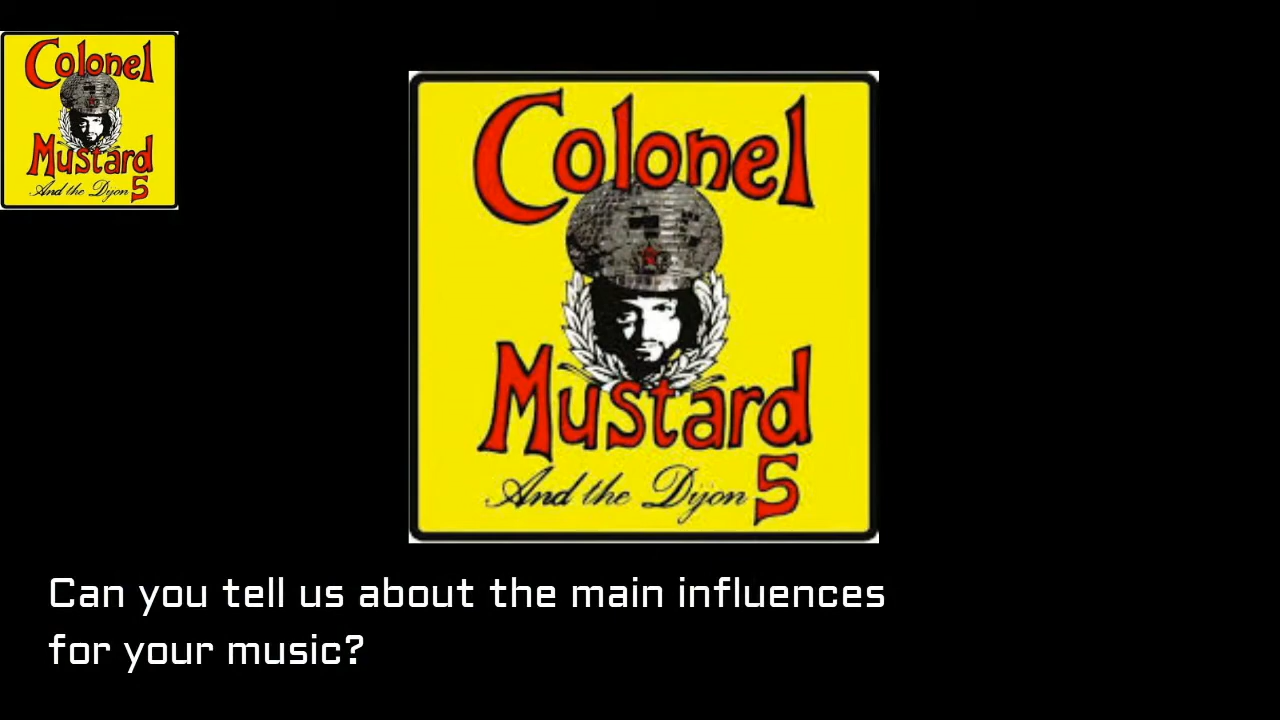 Colonel
Mustard
And the Dijon 5
Colonel
Mustard
And the Dijon 5
Can you tell us about the main influences
for your music?